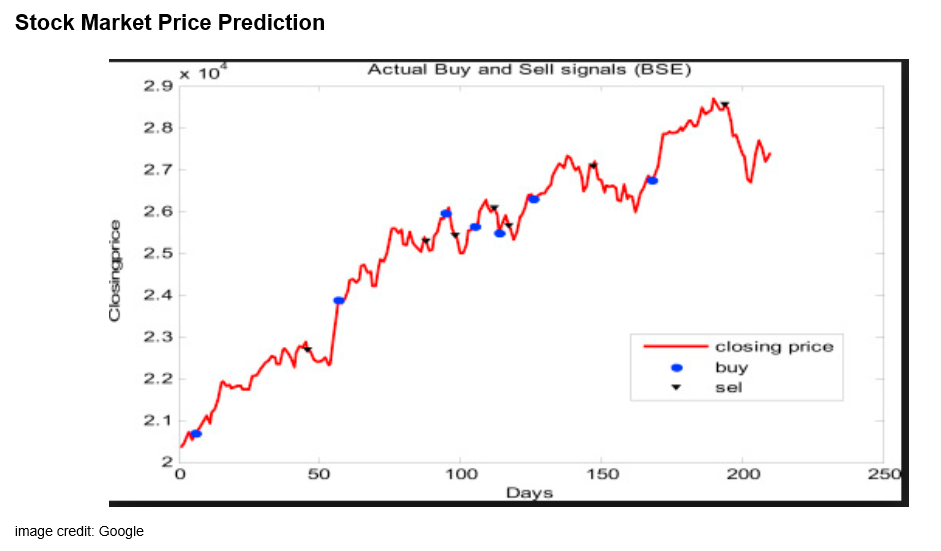 Stock Market Price Prediction
x 10⁴
Actual Buy and Sell signals (BSE)
2.9
2.8
2.7
2.6
2.5
2.4
2.3
2.2
2.1
2
Closingprice
closing price
buy
sel
0 50 100 150 200 250
Days
image credit: Google